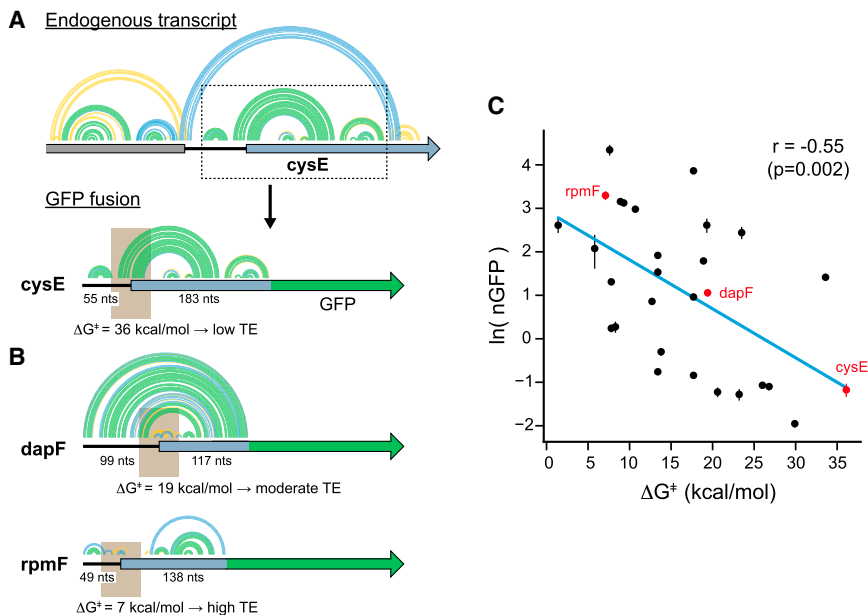 A
Endogenous transcript
cysE
GFP fusion
cysE
55 nts
183 nts
GFP
ΔG‡ = 36 kcal/mol → low TE
B
dapF
99 nts
117 nts
ΔG‡ = 19 kcal/mol → moderate TE
rpmF
49 nts
138 nts
ΔG‡ = 7 kcal/mol → high TE
C
r = -0.55
(p=0.002)
rpmF
dapF
cysE
ln( nGFP )
4
3
2
1
0
−1
−2
0
5
10
15
20
25
30
35
ΔG‡ (kcal/mol)